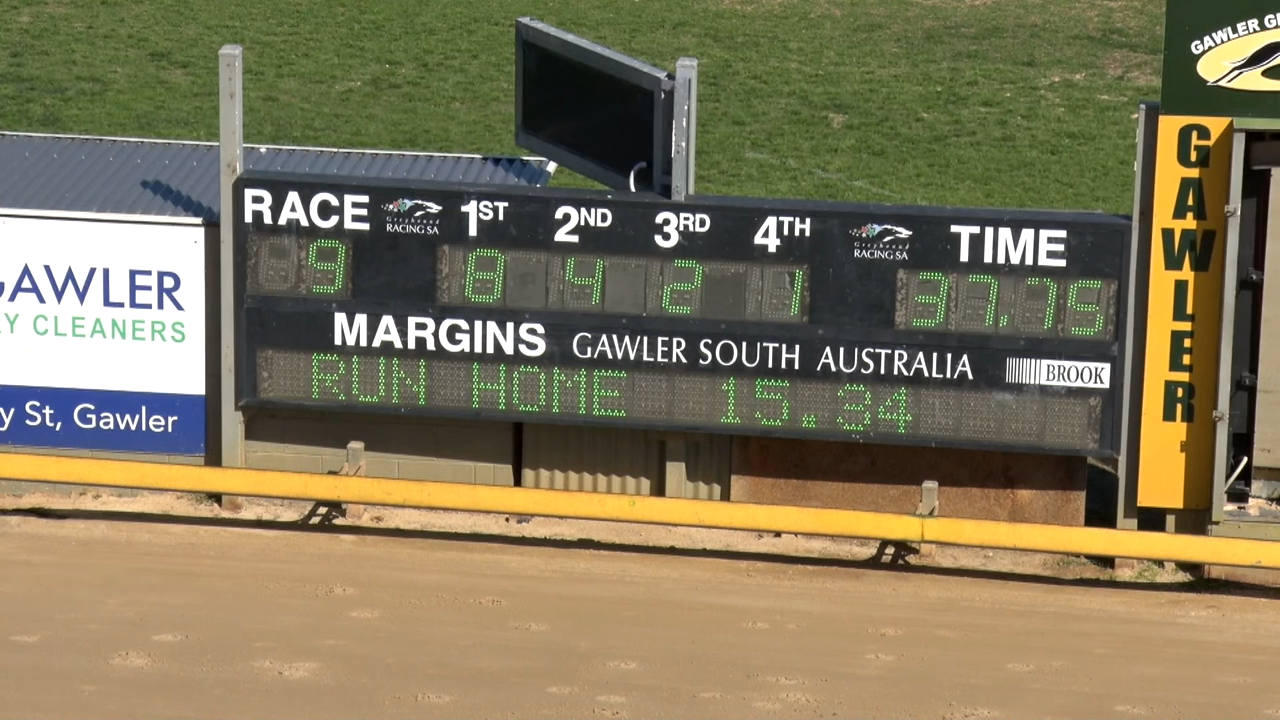 GAWLER
RACE
Greyhound
RACING SA
1ST 2ND 3RD 4TH
Greyhound
RACING SA
TIME
9 8 4 2 1 37.75
MARGINS GAWLER SOUTH AUSTRALIA BROOK
RUN HOME 15.34
GAWLER
Y CLEANERS
y St, Gawler
GAWLER